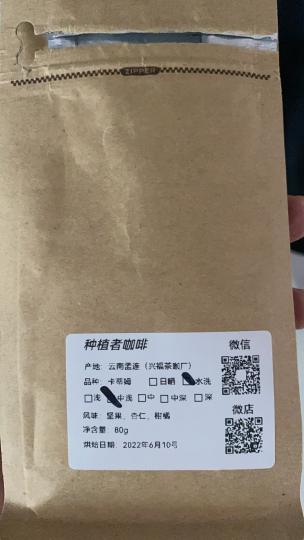 ZIPPER
种植者咖啡
微信
产地: 云南孟连 (兴福茶咖厂)
品种: 卡蒂姆 日晒 水洗
浅 中浅 中 中深 深
微店
风味: 坚果、杏仁、柑橘
净含量: 80g
烘焙日期: 2022年6月10号